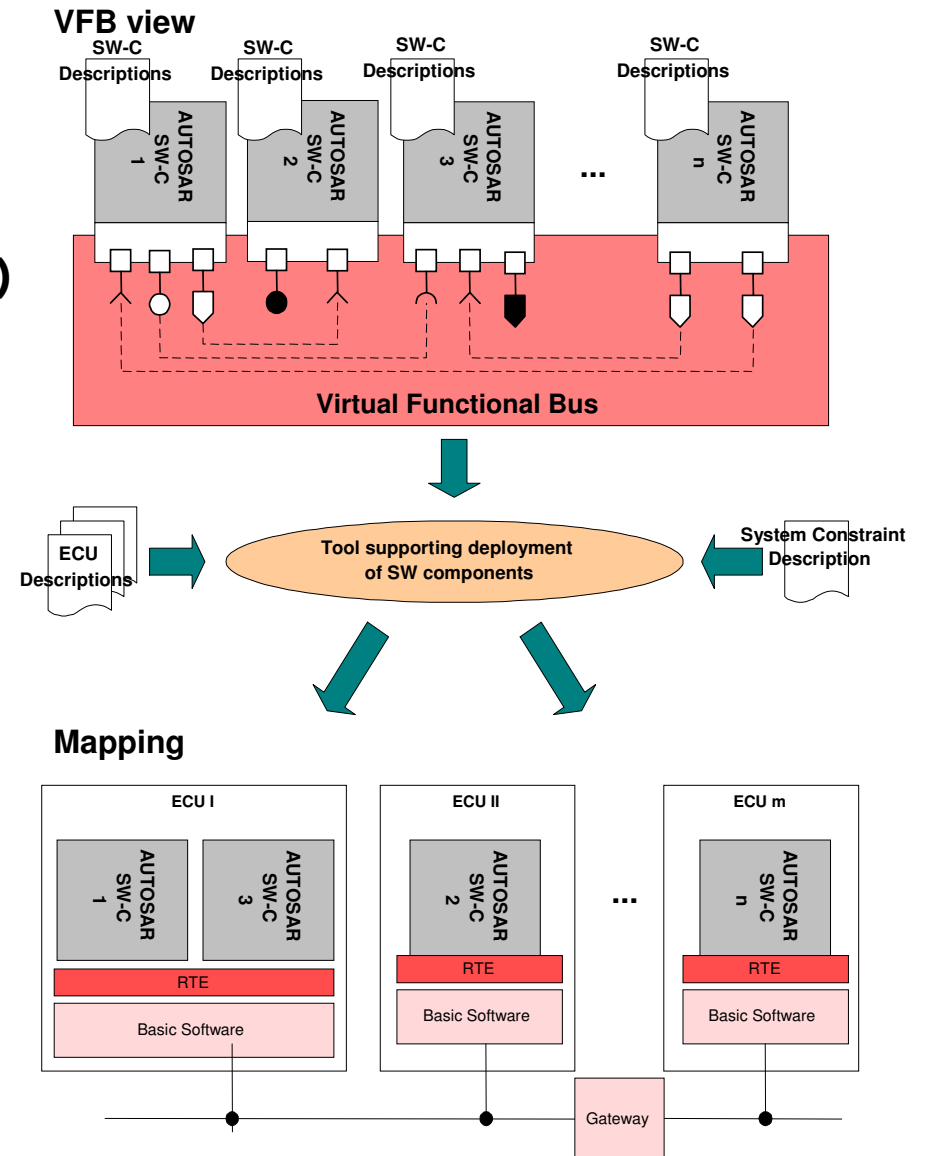 VFB view
SW-C
Descriptions
SW-C
Descriptions
SW-C
Descriptions
SW-C
Descriptions
AUTOSAR
SW-C
1
AUTOSAR
SW-C
2
AUTOSAR
SW-C
3
...
AUTOSAR
SW-C
n
)
Virtual Functional Bus
ECU
Descriptions
Tool supporting deployment
of SW components
System Constraint
Description
Mapping
ECU I
AUTOSAR
SW-C
1
AUTOSAR
SW-C
3
RTE
Basic Software
ECU II
AUTOSAR
SW-C
2
RTE
Basic Software
...
ECU m
AUTOSAR
SW-C
n
RTE
Basic Software
Gateway